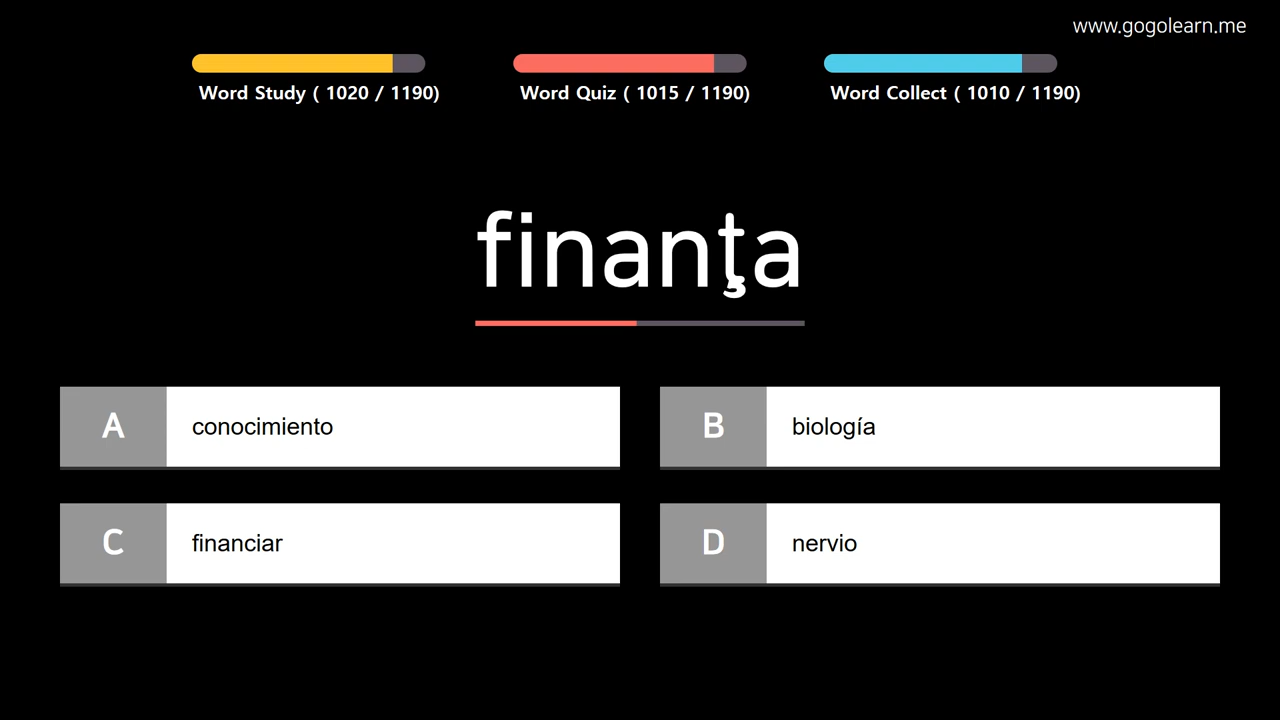 www.gogolearn.me
Word Study ( 1020 / 1190)
Word Quiz ( 1015 / 1190)
Word Collect ( 1010 / 1190)
finanţa
A
conocimiento
B
biología
C
financiar
D
nervio